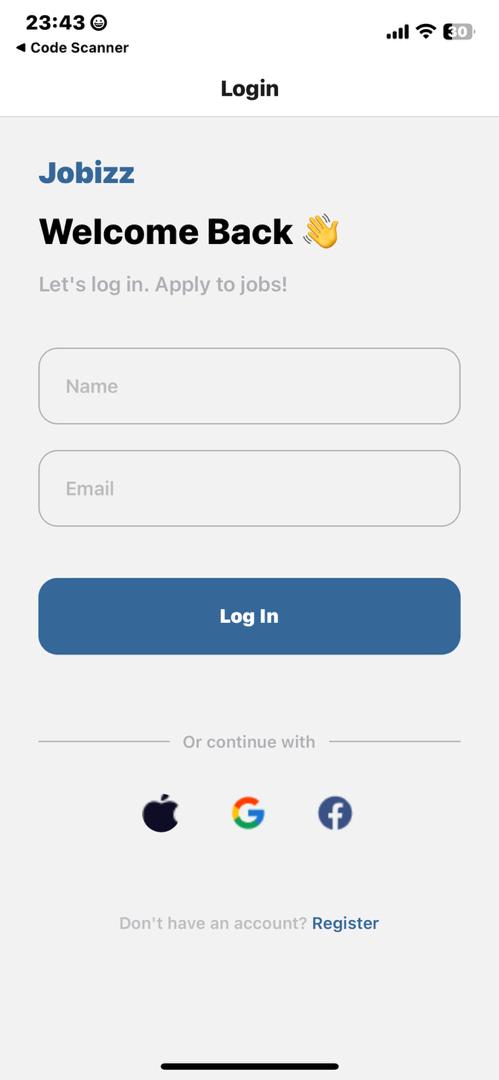 23:43
30
◀ Code Scanner
Login
Jobizz
Welcome Back 👋
Let's log in. Apply to jobs!
Name
Email
Log In
Or continue with
Don't have an account? Register